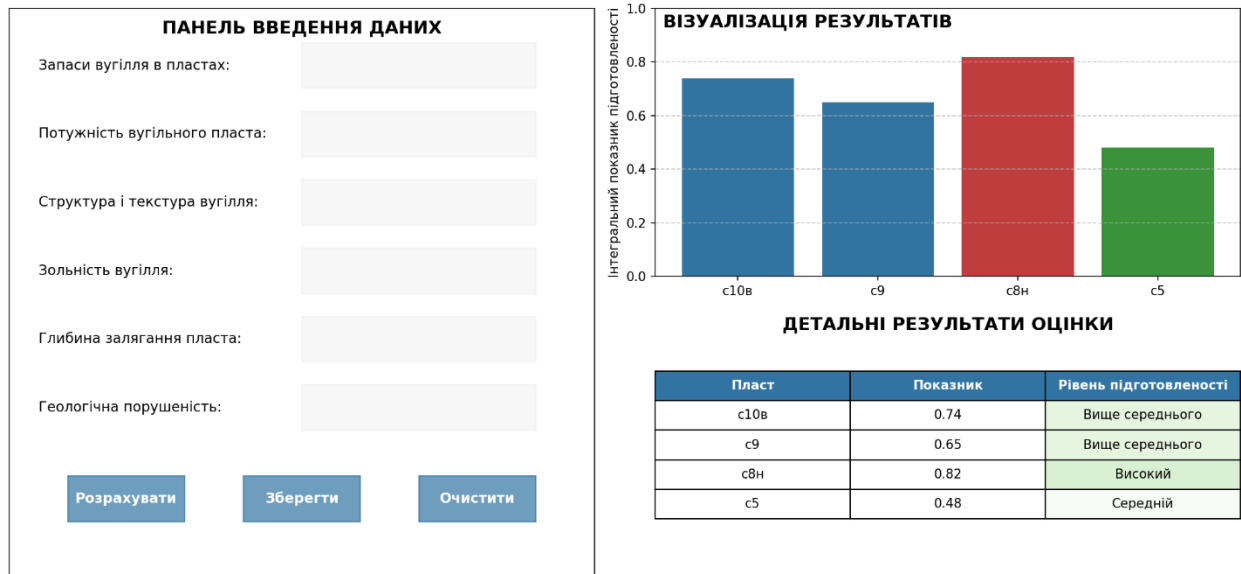 ПАНЕЛЬ ВВЕДЕННЯ ДАНИХ
Запаси вугілля в пластах:
Потужність вугільного пласта:
Структура і текстура вугілля:
Зольність вугілля:
Глибина залягання пласта:
Геологічна порушеність:
Розрахувати Зберегти Очистити
ВІЗУАЛІЗАЦІЯ РЕЗУЛЬТАТІВ
Інтегральний показник підготовленості
1.0
0.8
0.6
0.4
0.2
0.0
с10в с9 с8н с5
ДЕТАЛЬНІ РЕЗУЛЬТАТИ ОЦІНКИ
Пласт Показник Рівень підготовленості
с10в 0.74 Вище середнього
с9 0.65 Вище середнього
с8н 0.82 Високий
с5 0.48 Середній